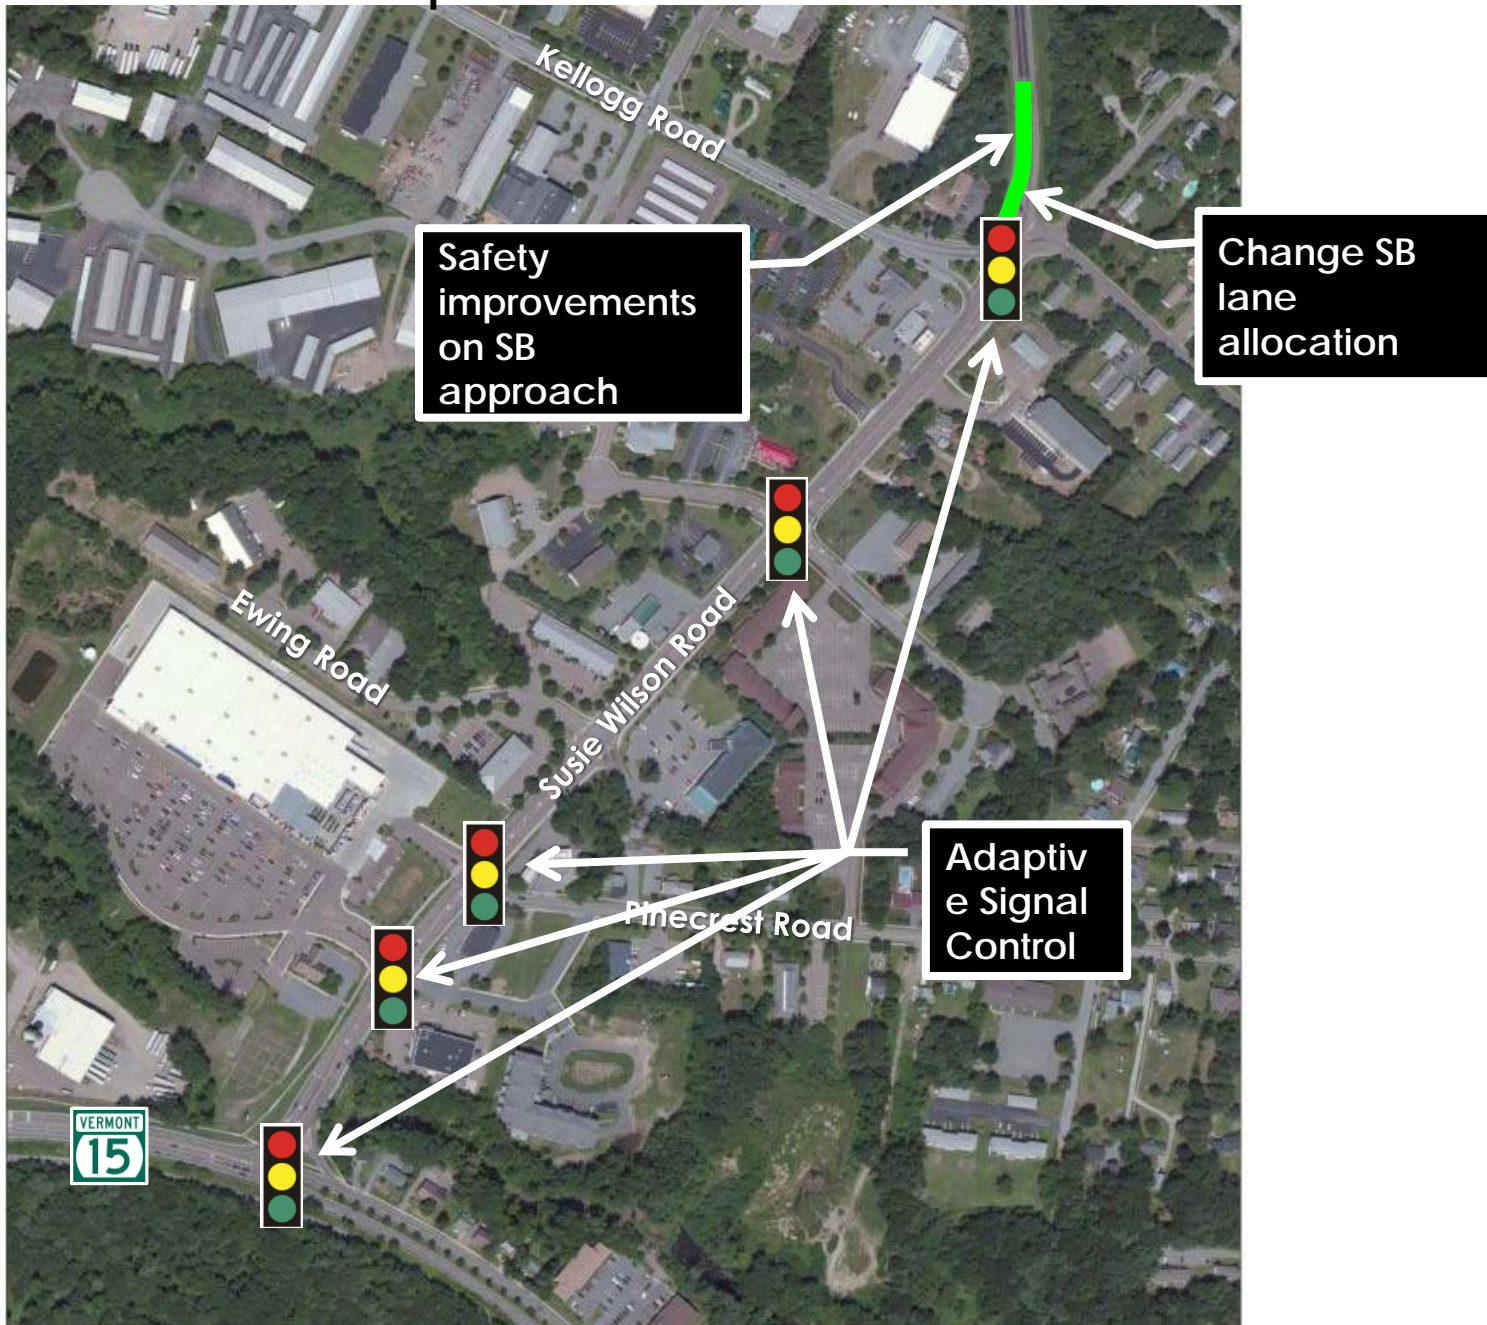 Kellogg Road
Safety
improvements
on SB
approach
Change SB
lane
allocation
Ewing Road
Susie Wilson Road
Adaptiv
e Signal
Control
Pinecrest Road
VERMONT
15